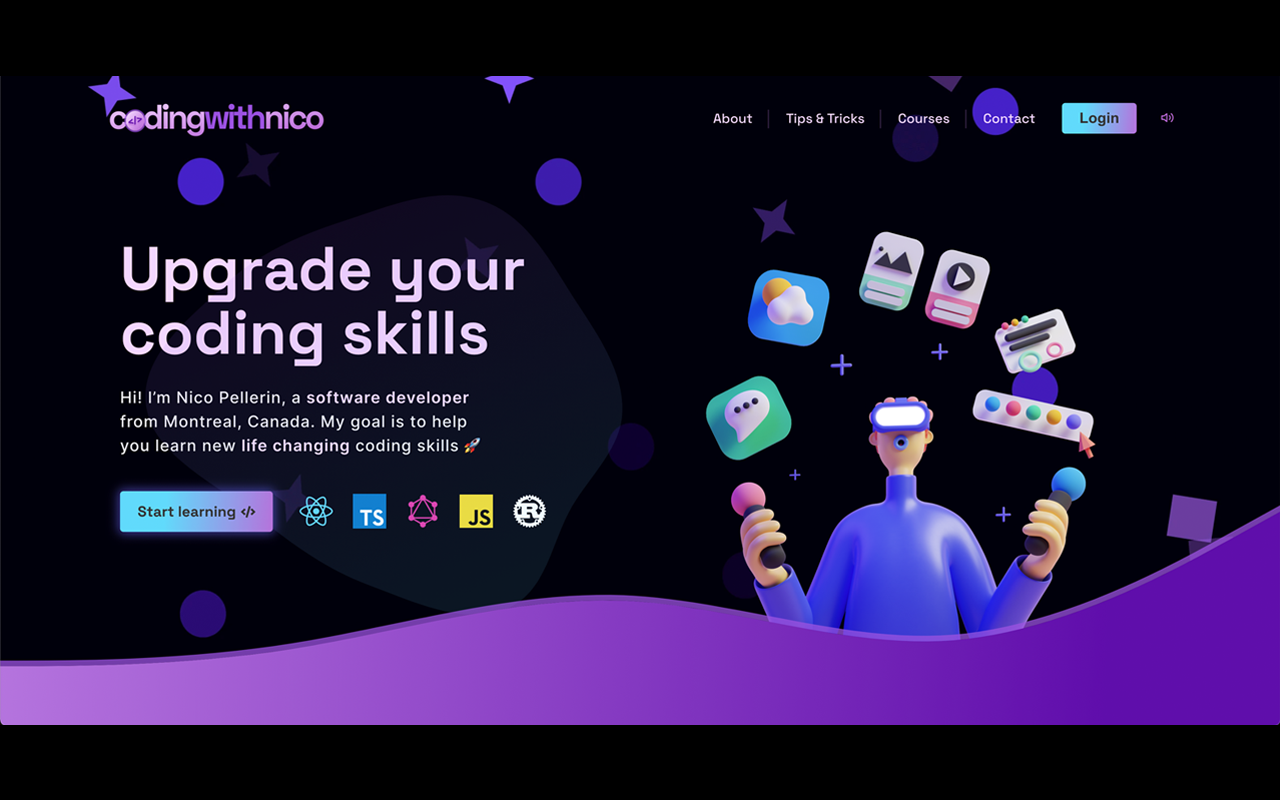 codingwithnico
About
Tips & Tricks
Courses
Contact
Login
Upgrade your
coding skills
Hi! I’m Nico Pellerin, a software developer
from Montreal, Canada. My goal is to help
you learn new life changing coding skills 🚀
Start learning </>
TS
JS
R